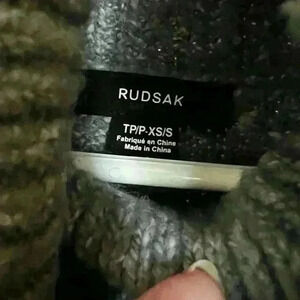 RUDSAK
TP/P-XS/S
Fabriqué en Chine
Made in China